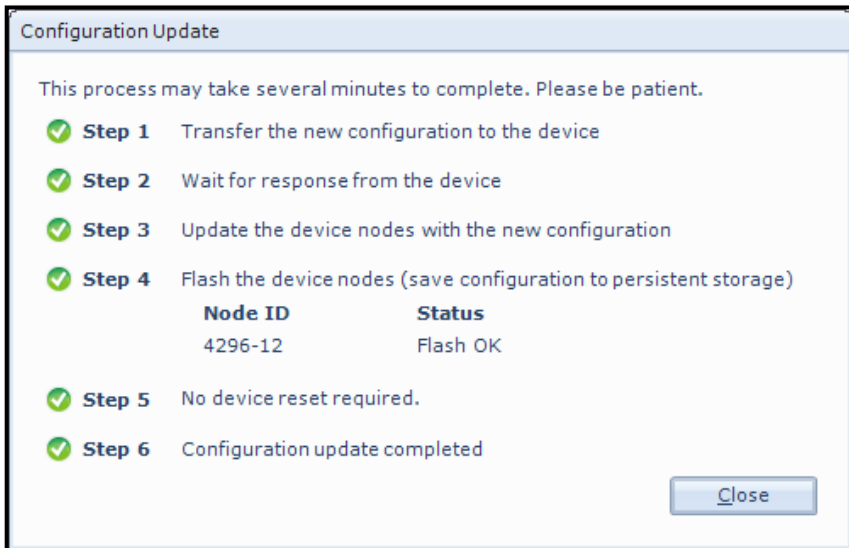 Configuration Update
This process may take several minutes to complete. Please be patient.
Step 1 Transfer the new configuration to the device
Step 2 Wait for response from the device
Step 3 Update the device nodes with the new configuration
Step 4 Flash the device nodes (save configuration to persistent storage)
Node ID Status
4296-12 Flash OK
Step 5 No device reset required.
Step 6 Configuration update completed
Close